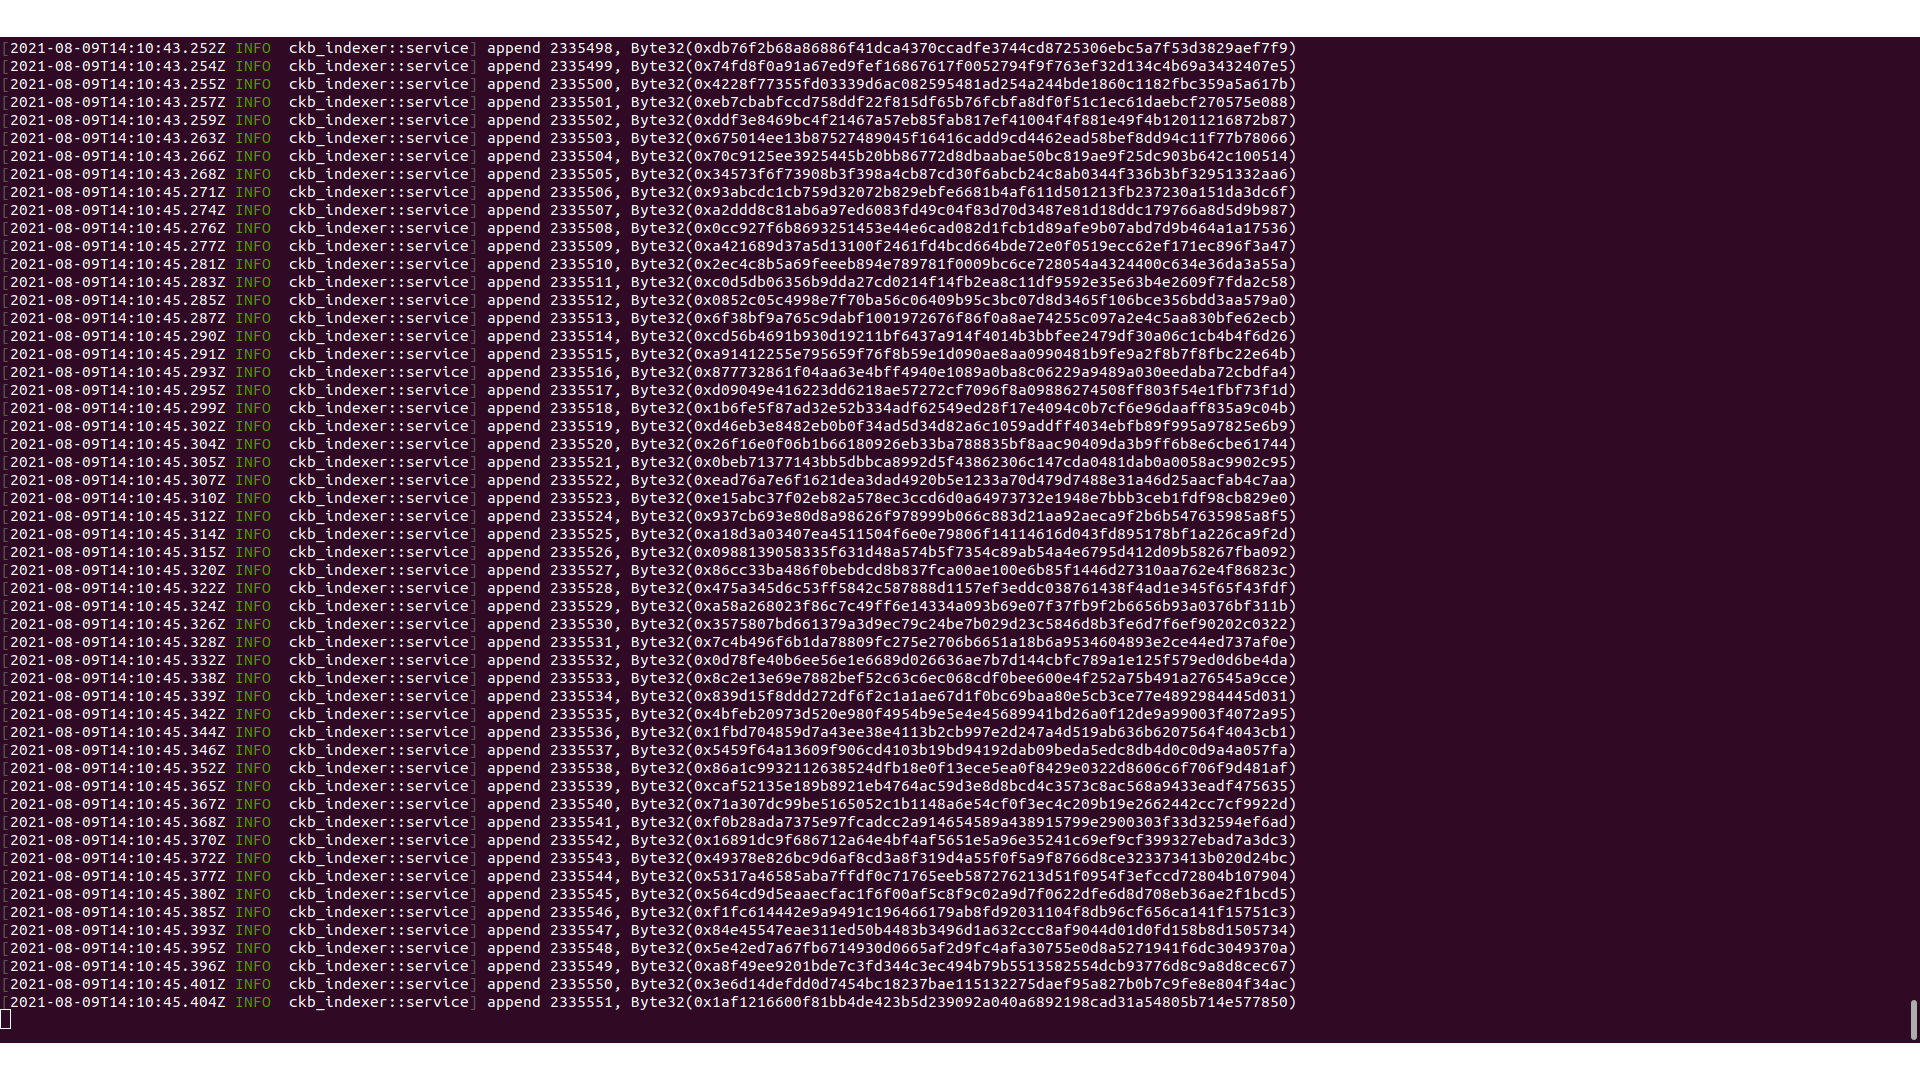 [2021-08-09T14:10:43.252Z INFO  ckb_indexer::service] append 2335498, Byte32(0xdb76f2b68a86886f41dca4370ccadfe3744cd8725306ebc5a7f53d3829aef7f9)
[2021-08-09T14:10:43.254Z INFO  ckb_indexer::service] append 2335499, Byte32(0x74fd8f0a91a67ed9fef16867617f0052794f9f763ef32d134c4b69a3432407e5)
[2021-08-09T14:10:43.255Z INFO  ckb_indexer::service] append 2335500, Byte32(0x4228f77355fd03339d6ac082595481ad254a244bde1860c1182fbc359a5a617b)
[2021-08-09T14:10:43.257Z INFO  ckb_indexer::service] append 2335501, Byte32(0xeb7cbabfccd758ddf22f815df65b76fcbfa8df0f51c1ec61daebcf270575e088)
[2021-08-09T14:10:43.259Z INFO  ckb_indexer::service] append 2335502, Byte32(0xddf3e8469bc4f21467a57eb85fab817ef41004f4f881e49f4b12011216872b87)
[2021-08-09T14:10:43.263Z INFO  ckb_indexer::service] append 2335503, Byte32(0x675014ee13b87527489045f16416cadd9cd4462ead58bef8dd94c11f77b78066)
[2021-08-09T14:10:43.266Z INFO  ckb_indexer::service] append 2335504, Byte32(0x70c9125ee3925445b20bb86772d8dbaabae50bc819ae9f25dc903b642c100514)
[2021-08-09T14:10:43.268Z INFO  ckb_indexer::service] append 2335505, Byte32(0x34573f6f73908b3f398a4cb87cd30f6abcb24c8ab0344f336b3bf32951332aa6)
[2021-08-09T14:10:45.271Z INFO  ckb_indexer::service] append 2335506, Byte32(0x93abcdc1cb759d32072b829ebfe6681b4af611d501213fb237230a151da3dc6f)
[2021-08-09T14:10:45.274Z INFO  ckb_indexer::service] append 2335507, Byte32(0xa2ddd8c81ab6a97ed6083fd49c04f83d70d3487e81d18ddc179766a8d5d9b987)
[2021-08-09T14:10:45.276Z INFO  ckb_indexer::service] append 2335508, Byte32(0x0cc927f6b8693251453e44e6cad082d1fcb1d89afe9b07abd7d9b464a1a17536)
[2021-08-09T14:10:45.277Z INFO  ckb_indexer::service] append 2335509, Byte32(0xa421689d37a5d13100f2461fd4bcd664bde72e0f0519ecc62ef171ec896f3a47)
[2021-08-09T14:10:45.281Z INFO  ckb_indexer::service] append 2335510, Byte32(0x2ec4c8b5a69feeeb894e789781f0009bc6ce728054a4324400c634e36da3a55a)
[2021-08-09T14:10:45.283Z INFO  ckb_indexer::service] append 2335511, Byte32(0xc0d5db06356b9dda27cd0214f14fb2ea8c11df9592e35e63b4e2609f7fda2c58)
[2021-08-09T14:10:45.285Z INFO  ckb_indexer::service] append 2335512, Byte32(0x0852c05c4998e7f70ba56c06409b95c3bc07d8d3465f106bce356bdd3aa579a0)
[2021-08-09T14:10:45.287Z INFO  ckb_indexer::service] append 2335513, Byte32(0x6f38bf9a765c9dabf1001972676f86f0a8ae74255c097a2e4c5aa830bfe62ecb)
[2021-08-09T14:10:45.290Z INFO  ckb_indexer::service] append 2335514, Byte32(0xcd56b4691b930d19211bf6437a914f4014b3bbfee2479df30a06c1cb4b4f6d26)
[2021-08-09T14:10:45.291Z INFO  ckb_indexer::service] append 2335515, Byte32(0xa91412255e795659f76f8b59e1d090ae8aa0990481b9fe9a2f8b7f8fbc22e64b)
[2021-08-09T14:10:45.293Z INFO  ckb_indexer::service] append 2335516, Byte32(0x877732861f04aa63e4bff4940e1089a0ba8c06229a9489a030eedaba72cbdfa4)
[2021-08-09T14:10:45.295Z INFO  ckb_indexer::service] append 2335517, Byte32(0xd09049e416223dd6218ae57272cf7096f8a09886274508ff803f54e1fbf73f1d)
[2021-08-09T14:10:45.299Z INFO  ckb_indexer::service] append 2335518, Byte32(0x1b6fe5f87ad32e52b334adf62549ed28f17e4094c0b7cf6e96daaff835a9c04b)
[2021-08-09T14:10:45.302Z INFO  ckb_indexer::service] append 2335519, Byte32(0xd46eb3e8482eb0b0f34ad5d34d82a6c1059addff4034ebfb89f995a97825e6b9)
[2021-08-09T14:10:45.304Z INFO  ckb_indexer::service] append 2335520, Byte32(0x26f16e0f06b1b66180926eb33ba788835bf8aac90409da3b9ff6b8e6cbe61744)
[2021-08-09T14:10:45.305Z INFO  ckb_indexer::service] append 2335521, Byte32(0x0beb71377143bb5dbbca8992d5f43862306c147cda0481dab0a0058ac9902c95)
[2021-08-09T14:10:45.307Z INFO  ckb_indexer::service] append 2335522, Byte32(0xead76a7e6f1621dea3dad4920b5e1233a70d479d7488e31a46d25aacfab4c7aa)
[2021-08-09T14:10:45.310Z INFO  ckb_indexer::service] append 2335523, Byte32(0xe15abc37f02eb82a578ec3ccd6d0a64973732e1948e7bbb3ceb1fdf98cb829e0)
[2021-08-09T14:10:45.312Z INFO  ckb_indexer::service] append 2335524, Byte32(0x937cb693e80d8a98626f978999b066c883d21aa92aeca9f2b6b547635985a8f5)
[2021-08-09T14:10:45.314Z INFO  ckb_indexer::service] append 2335525, Byte32(0xa18d3a03407ea4511504f6e0e79806f14114616d043fd895178bf1a226ca9f2d)
[2021-08-09T14:10:45.315Z INFO  ckb_indexer::service] append 2335526, Byte32(0x0988139058335f631d48a574b5f7354c89ab54a4e6795d412d09b58267fba092)
[2021-08-09T14:10:45.320Z INFO  ckb_indexer::service] append 2335527, Byte32(0x86cc33ba486f0bebdcd8b837fca00ae100e6b85f1446d27310aa762e4f86823c)
[2021-08-09T14:10:45.322Z INFO  ckb_indexer::service] append 2335528, Byte32(0x475a345d6c53ff5842c587888d1157ef3eddc038761438f4ad1e345f65f43fdf)
[2021-08-09T14:10:45.324Z INFO  ckb_indexer::service] append 2335529, Byte32(0xa58a268023f86c7c49ff6e14334a093b69e07f37fb9f2b6656b93a0376bf311b)
[2021-08-09T14:10:45.326Z INFO  ckb_indexer::service] append 2335530, Byte32(0x3575807bd661379a3d9ec79c24be7b029d23c5846d8b3fe6d7f6ef90202c0322)
[2021-08-09T14:10:45.328Z INFO  ckb_indexer::service] append 2335531, Byte32(0x7c4b496f6b1da78809fc275e2706b6651a18b6a9534604893e2ce44ed737af0e)
[2021-08-09T14:10:45.332Z INFO  ckb_indexer::service] append 2335532, Byte32(0x0d78fe40b6ee56e1e6689d026636ae7b7d144cbfc789a1e125f579ed0d6be4da)
[2021-08-09T14:10:45.338Z INFO  ckb_indexer::service] append 2335533, Byte32(0x8c2e13e69e7882bef52c63c6ec068cdf0bee600e4f252a75b491a276545a9cce)
[2021-08-09T14:10:45.339Z INFO  ckb_indexer::service] append 2335534, Byte32(0x839d15f8ddd272df6f2c1a1ae67d1f0bc69baa80e5cb3ce77e4892984445d031)
[2021-08-09T14:10:45.342Z INFO  ckb_indexer::service] append 2335535, Byte32(0x4bfeb20973d520e980f4954b9e5e4e45689941bd26a0f12de9a99003f4072a95)
[2021-08-09T14:10:45.344Z INFO  ckb_indexer::service] append 2335536, Byte32(0x1fbd704859d7a43ee38e4113b2cb997e2d247a4d519ab636b6207564f4043cb1)
[2021-08-09T14:10:45.346Z INFO  ckb_indexer::service] append 2335537, Byte32(0x5459f64a13609f906cd4103b19bd94192dab09beda5edc8db4d0c0d9a4a057fa)
[2021-08-09T14:10:45.352Z INFO  ckb_indexer::service] append 2335538, Byte32(0x86a1c9932112638524dfb18e0f13ece5ea0f8429e0322d8606c6f706f9d481af)
[2021-08-09T14:10:45.365Z INFO  ckb_indexer::service] append 2335539, Byte32(0xcaf52135e189b8921eb4764ac59d3e8d8bcd4c3573c8ac568a9433eadf475635)
[2021-08-09T14:10:45.367Z INFO  ckb_indexer::service] append 2335540, Byte32(0x71a307dc99be5165052c1b1148a6e54cf0f3ec4c209b19e2662442cc7cf9922d)
[2021-08-09T14:10:45.368Z INFO  ckb_indexer::service] append 2335541, Byte32(0xf0b28ada7375e97fcadcc2a914654589a438915799e2900303f33d32594ef6ad)
[2021-08-09T14:10:45.370Z INFO  ckb_indexer::service] append 2335542, Byte32(0x16891dc9f686712a64e4bf4af5651e5a96e35241c69ef9cf399327ebad7a3dc3)
[2021-08-09T14:10:45.372Z INFO  ckb_indexer::service] append 2335543, Byte32(0x49378e826bc9d6af8cd3a8f319d4a55f0f5a9f8766d8ce323373413b020d24bc)
[2021-08-09T14:10:45.377Z INFO  ckb_indexer::service] append 2335544, Byte32(0x5317a46585aba7ffdf0c71765eeb587276213d51f0954f3efccd72804b107904)
[2021-08-09T14:10:45.380Z INFO  ckb_indexer::service] append 2335545, Byte32(0x564cd9d5eaaecfac1f6f00af5c8f9c02a9d7f0622dfe6d8d708eb36ae2f1bcd5)
[2021-08-09T14:10:45.385Z INFO  ckb_indexer::service] append 2335546, Byte32(0xf1fc614442e9a9491c196466179ab8fd92031104f8db96cf656ca141f15751c3)
[2021-08-09T14:10:45.393Z INFO  ckb_indexer::service] append 2335547, Byte32(0x84e45547eae311ed50b4483b3496d1a632ccc8af9044d01d0fd158b8d1505734)
[2021-08-09T14:10:45.395Z INFO  ckb_indexer::service] append 2335548, Byte32(0x5e42ed7a67fb6714930d0665af2d9fc4afa30755e0d8a5271941f6dc3049370a)
[2021-08-09T14:10:45.396Z INFO  ckb_indexer::service] append 2335549, Byte32(0xa8f49ee9201bde7c3fd344c3ec494b79b5513582554dcb93776d8c9a8d8cec67)
[2021-08-09T14:10:45.401Z INFO  ckb_indexer::service] append 2335550, Byte32(0x3e6d14defdd0d7454bc18237bae115132275daef95a827b0b7c9fe8e804f34ac)
[2021-08-09T14:10:45.404Z INFO  ckb_indexer::service] append 2335551, Byte32(0x1af1216600f81bb4de423b5d239092a040a6892198cad31a54805b714e577850)